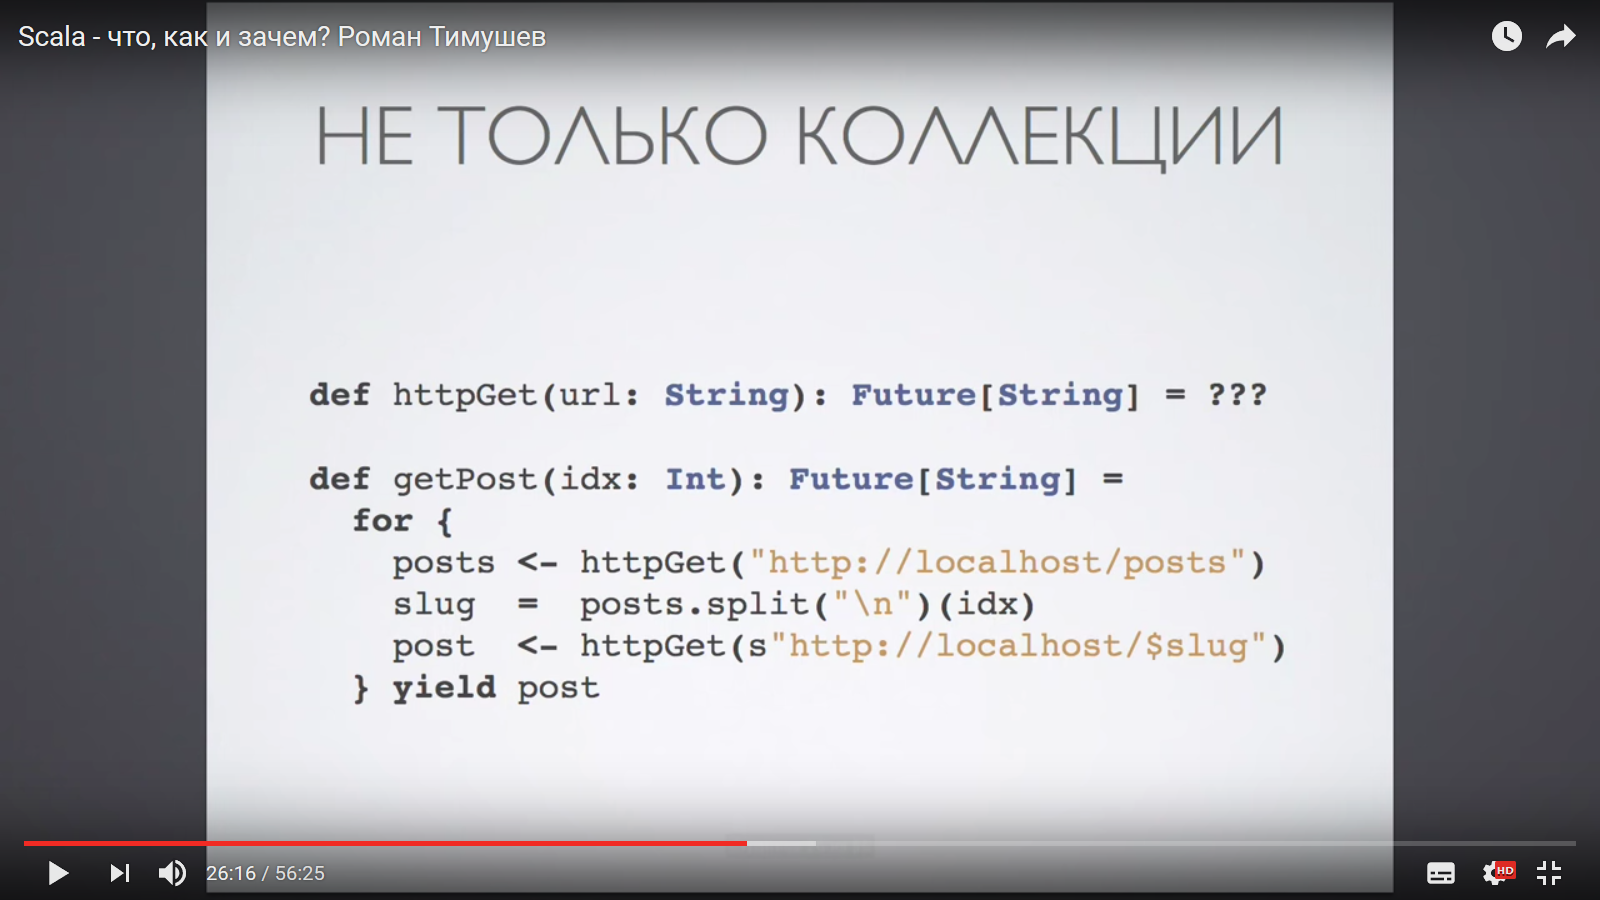 Scala - что, как и зачем? Роман Тимушев
НЕ ТОЛЬКО КОЛЛЕКЦИИ
def httpGet(url: String): Future[String] = ???
def getPost(idx: Int): Future[String] =
for {
posts <- httpGet("http://localhost/posts")
slug = posts.split("\n")(idx)
post <- httpGet(s"http://localhost/$slug")
} yield post
26:16 / 56:25
HD